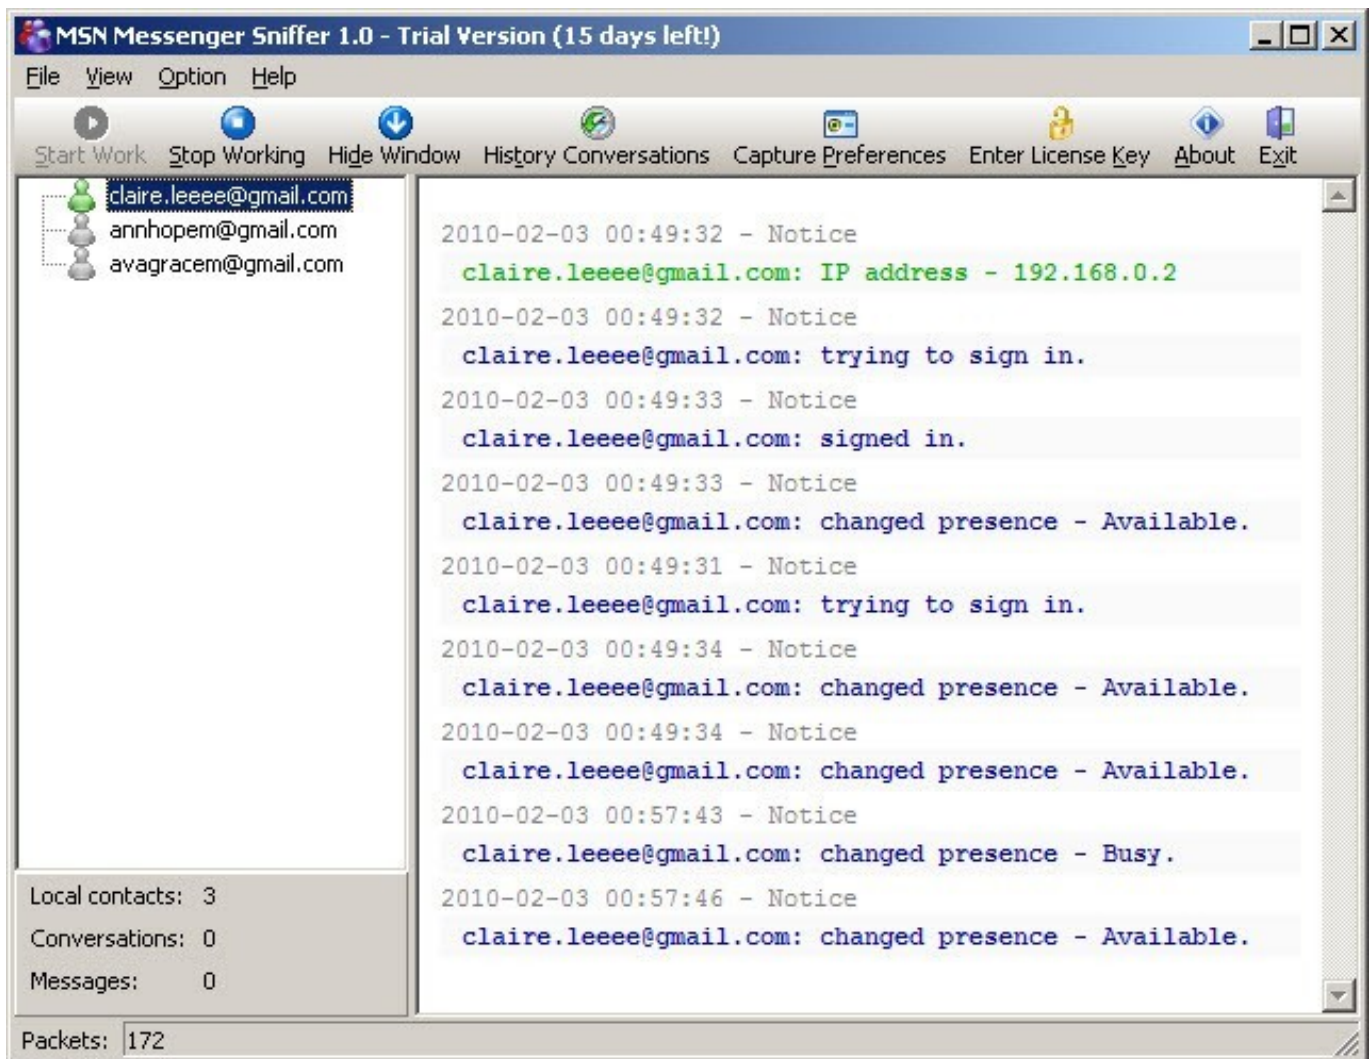 MSN Messenger Sniffer 1.0 - Trial Version (15 days left!)
File View Option Help
Start Work Stop Working Hide Window History Conversations Capture Preferences Enter License Key About Exit
claire.leeee@gmail.com
annhopem@gmail.com
avagracem@gmail.com
Local contacts: 3
Conversations: 0
Messages: 0
2010-02-03 00:49:32 - Notice
claire.leeee@gmail.com: IP address - 192.168.0.2
2010-02-03 00:49:32 - Notice
claire.leeee@gmail.com: trying to sign in.
2010-02-03 00:49:33 - Notice
claire.leeee@gmail.com: signed in.
2010-02-03 00:49:33 - Notice
claire.leeee@gmail.com: changed presence - Available.
2010-02-03 00:49:31 - Notice
claire.leeee@gmail.com: trying to sign in.
2010-02-03 00:49:34 - Notice
claire.leeee@gmail.com: changed presence - Available.
2010-02-03 00:49:34 - Notice
claire.leeee@gmail.com: changed presence - Available.
2010-02-03 00:57:43 - Notice
claire.leeee@gmail.com: changed presence - Busy.
2010-02-03 00:57:46 - Notice
claire.leeee@gmail.com: changed presence - Available.
Packets: 172